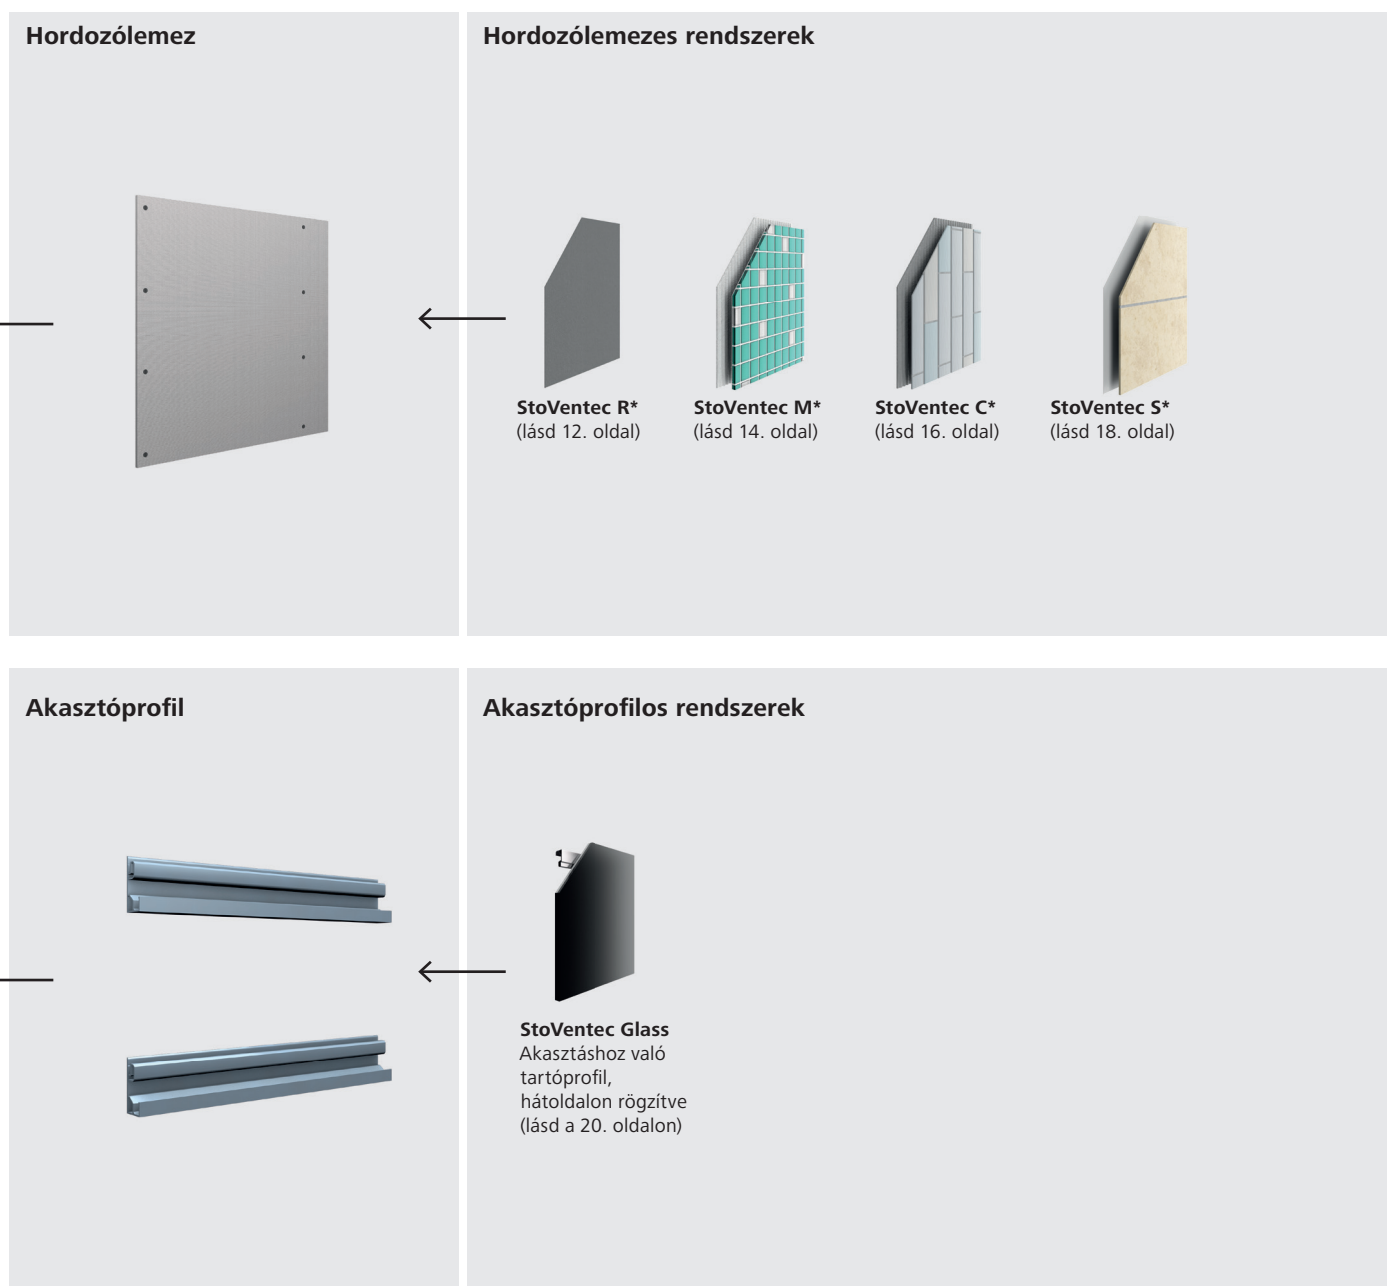 Hordozólemez
Hordozólemezes rendszerek
StoVentec R*
(lásd 12. oldal)
StoVentec M*
(lásd 14. oldal)
StoVentec C*
(lásd 16. oldal)
StoVentec S*
(lásd 18. oldal)
Akasztóprofil
Akasztóprofilos rendszerek
StoVentec Glass
Akasztáshoz való
tartóprofil,
hátoldalon rögzítve
(lásd a 20. oldalon)